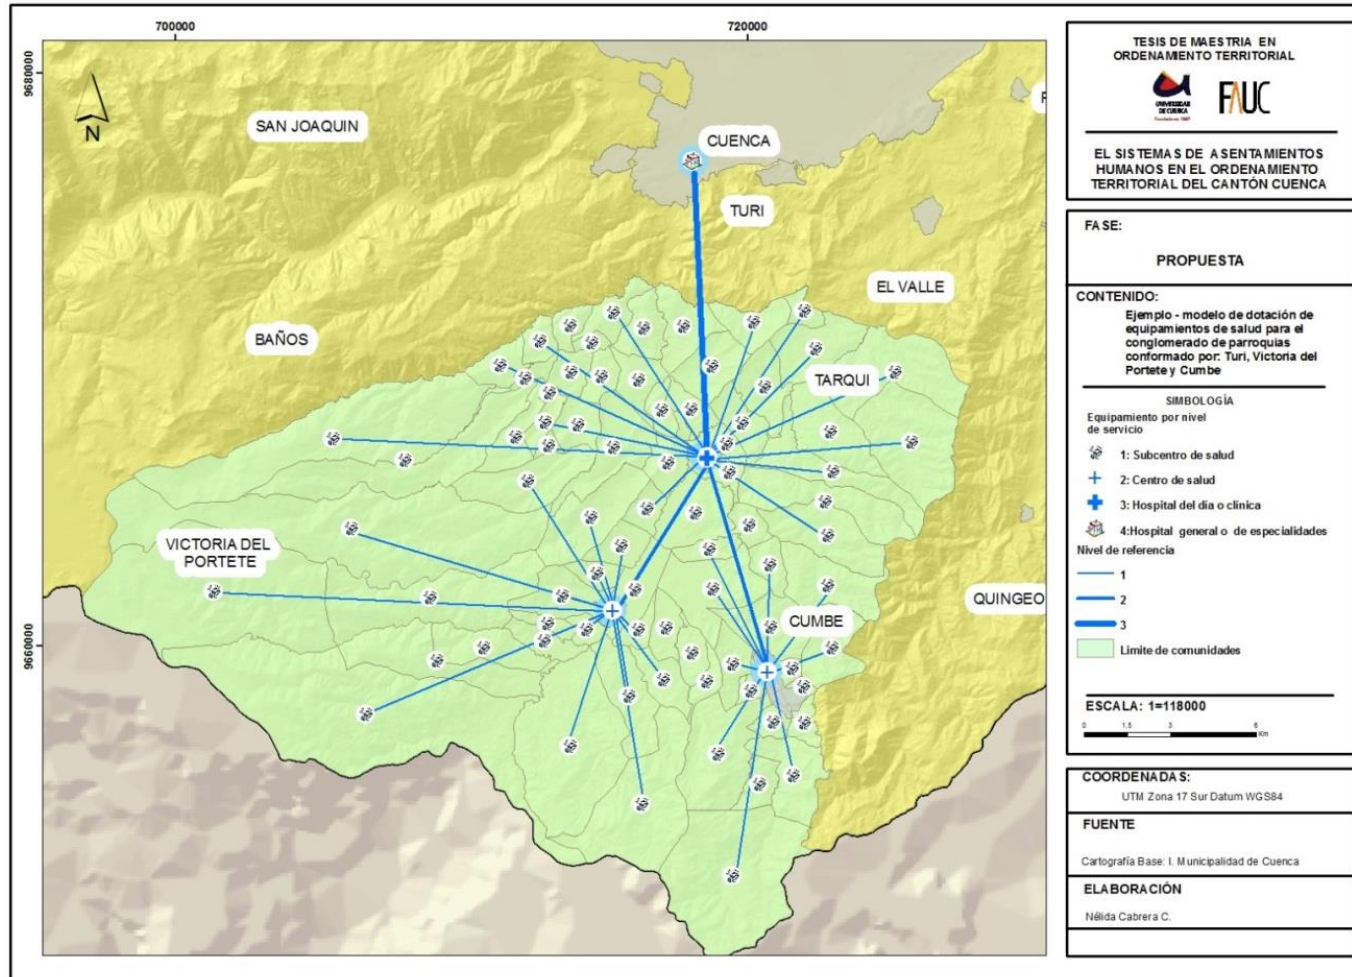 700000
720000
9680000
9660000
N
SAN JOAQUIN
CUENCA
TURI
EL VALLE
BAÑOS
TARQUI
VICTORIA DEL
PORTETE
CUMBE
QUINGEO
TESIS DE MAESTRIA EN
ORDENAMIENTO TERRITORIAL
UNIVERSIDAD
DE CUENCA
FAUC
EL SISTEMAS DE ASENTAMIENTOS
HUMANOS EN EL ORDENAMIENTO
TERRITORIAL DEL CANTÓN CUENCA
FASE:
PROPUESTA
CONTENIDO:
Ejemplo - modelo de dotación de
equipamientos de salud para el
conglomerado de parroquias
conformado por: Turi, Victoria del
Portete y Cumbe
SIMBOLOGÌA
Equipamiento por nivel
de servicio
1: Subcentro de salud
2: Centro de salud
3: Hospital del día o clínica
4:Hospital general o de especialidades
Nivel de referencia
1
2
3
Limite de comunidades
ESCALA: 1=118000
0 1,5 3 6
Km
COORDENADAS:
UTM Zona 17 Sur Datum WGS84
FUENTE
Cartografía Base: I. Municipalidad de Cuenca
ELABORACIÓN
Nélida Cabrera C.